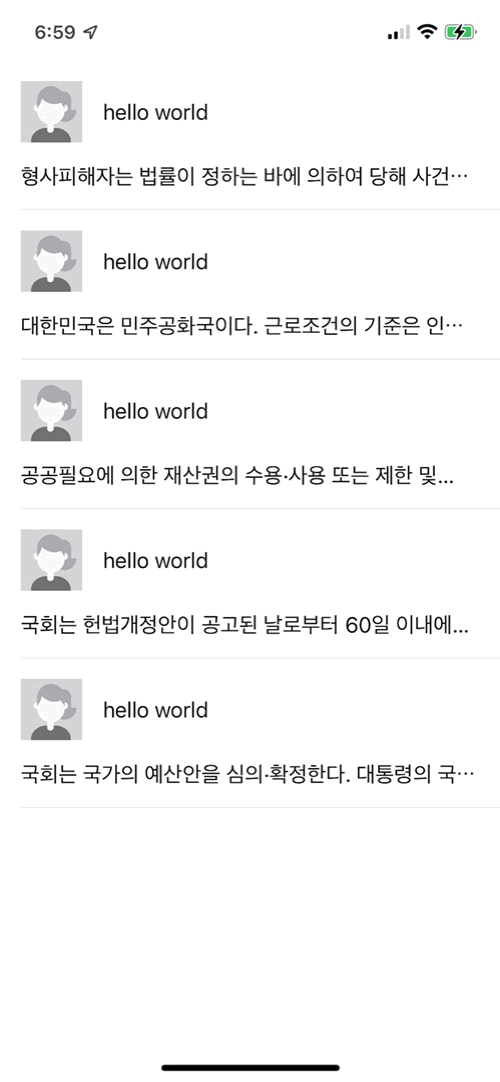 6:59
hello world
형사피해자는 법률이 정하는 바에 의하여 당해 사건⋯
hello world
대한민국은 민주공화국이다. 근로조건의 기준은 인⋯
hello world
공공필요에 의한 재산권의 수용·사용 또는 제한 및...
hello world
국회는 헌법개정안이 공고된 날로부터 60일 이내에...
hello world
국회는 국가의 예산안을 심의·확정한다. 대통령의 국⋯